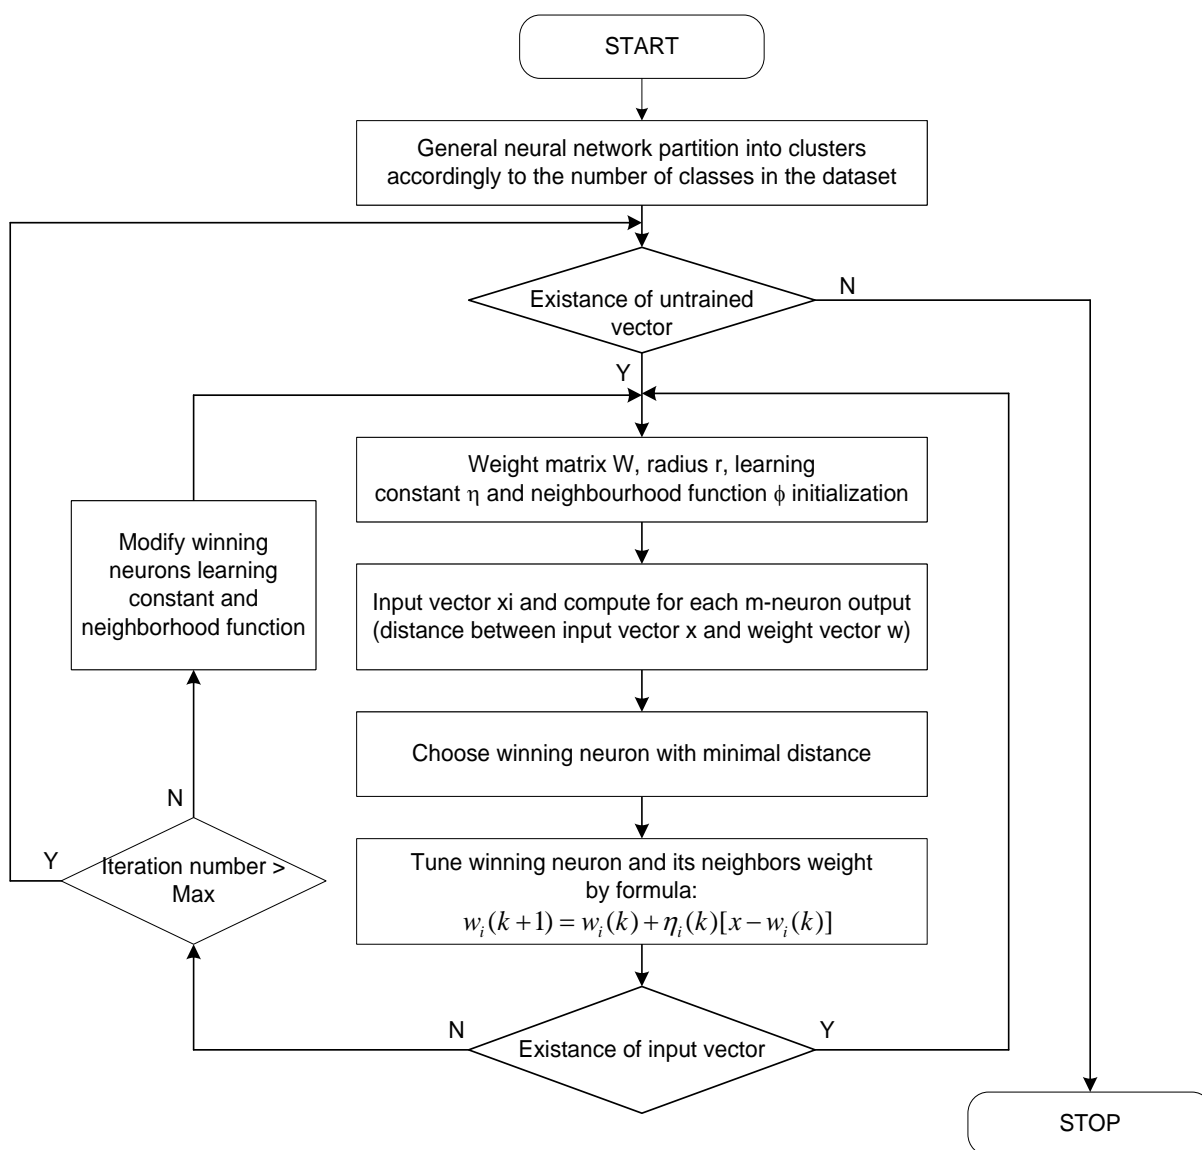 START
General neural network partition into clusters
accordingly to the number of classes in the dataset
Existance of untrained
vector
N
Y
Weight matrix W, radius r, learning
constant η and neighbourhood function ϕ initialization
Modify winning
neurons learning
constant and
neighborhood function
Input vector xi and compute for each m-neuron output
(distance between input vector x and weight vector w)
Choose winning neuron with minimal distance
N
Y
Iteration number >
Max
Tune winning neuron and its neighbors weight
by formula:
w_i(k+1) = w_i(k) + η_i(k)[x − w_i(k)]
N
Y
Existance of input vector
STOP